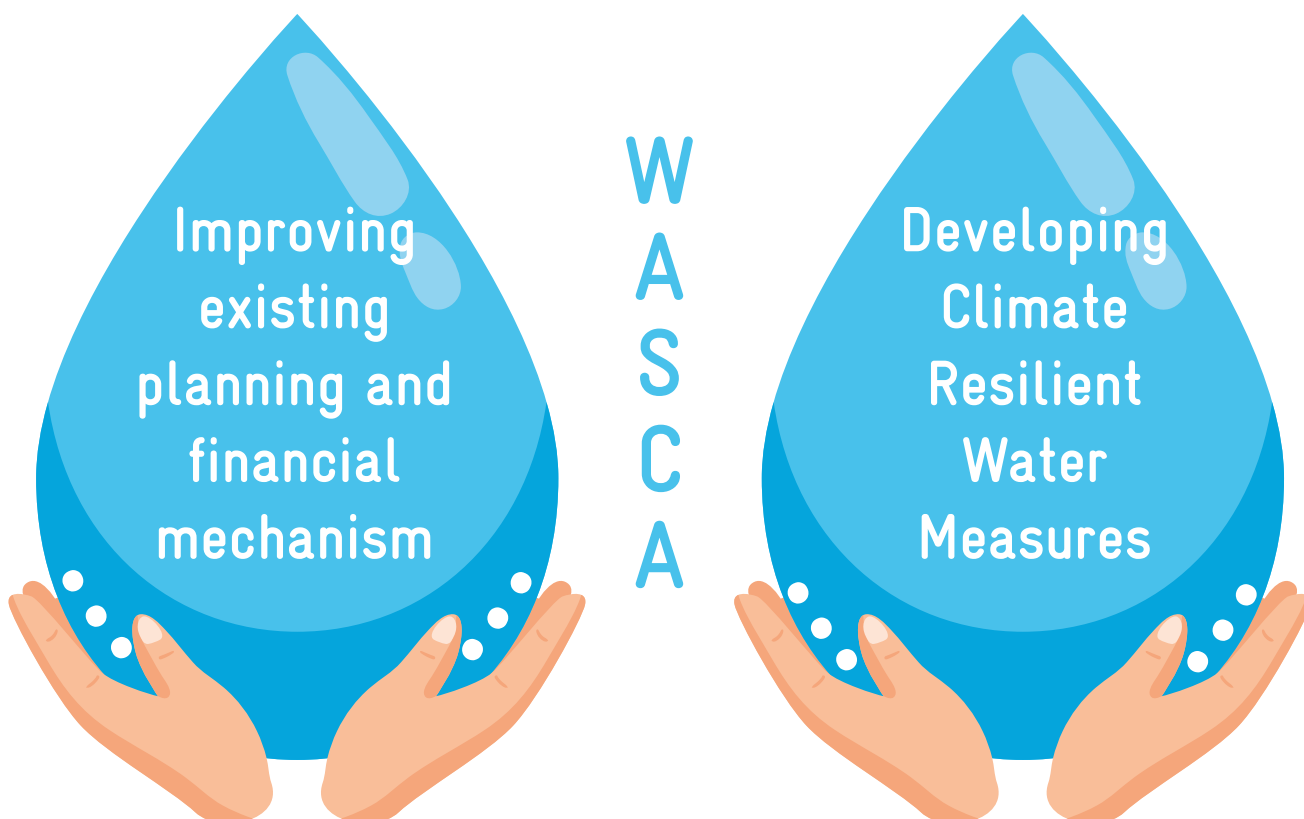 Improving
existing
planning and
financial
mechanism
W
A
S
C
A
Developing
Climate
Resilient
Water
Measures